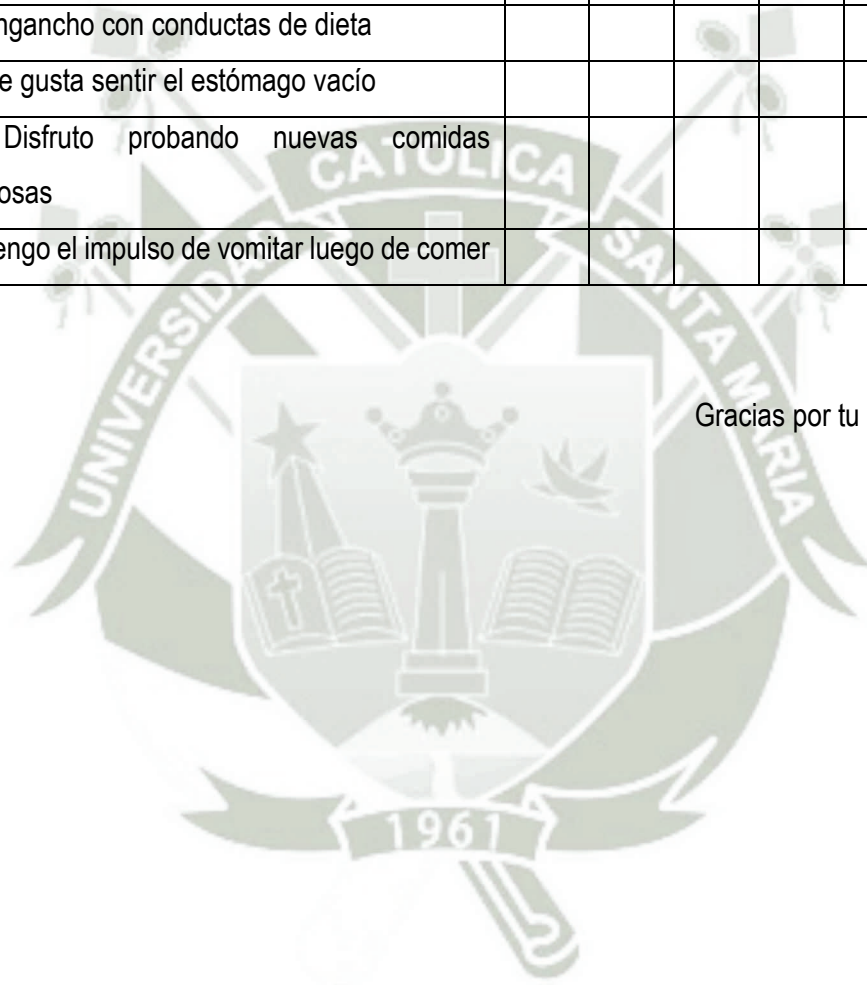 ngancho con conductas de dieta
e gusta sentir el estómago vacío
Disfruto probando nuevas comidas
osas
engo el impulso de vomitar luego de comer
Gracias por tu
UNIVERSIDAD CATOLICA SANTA MARIA
1961